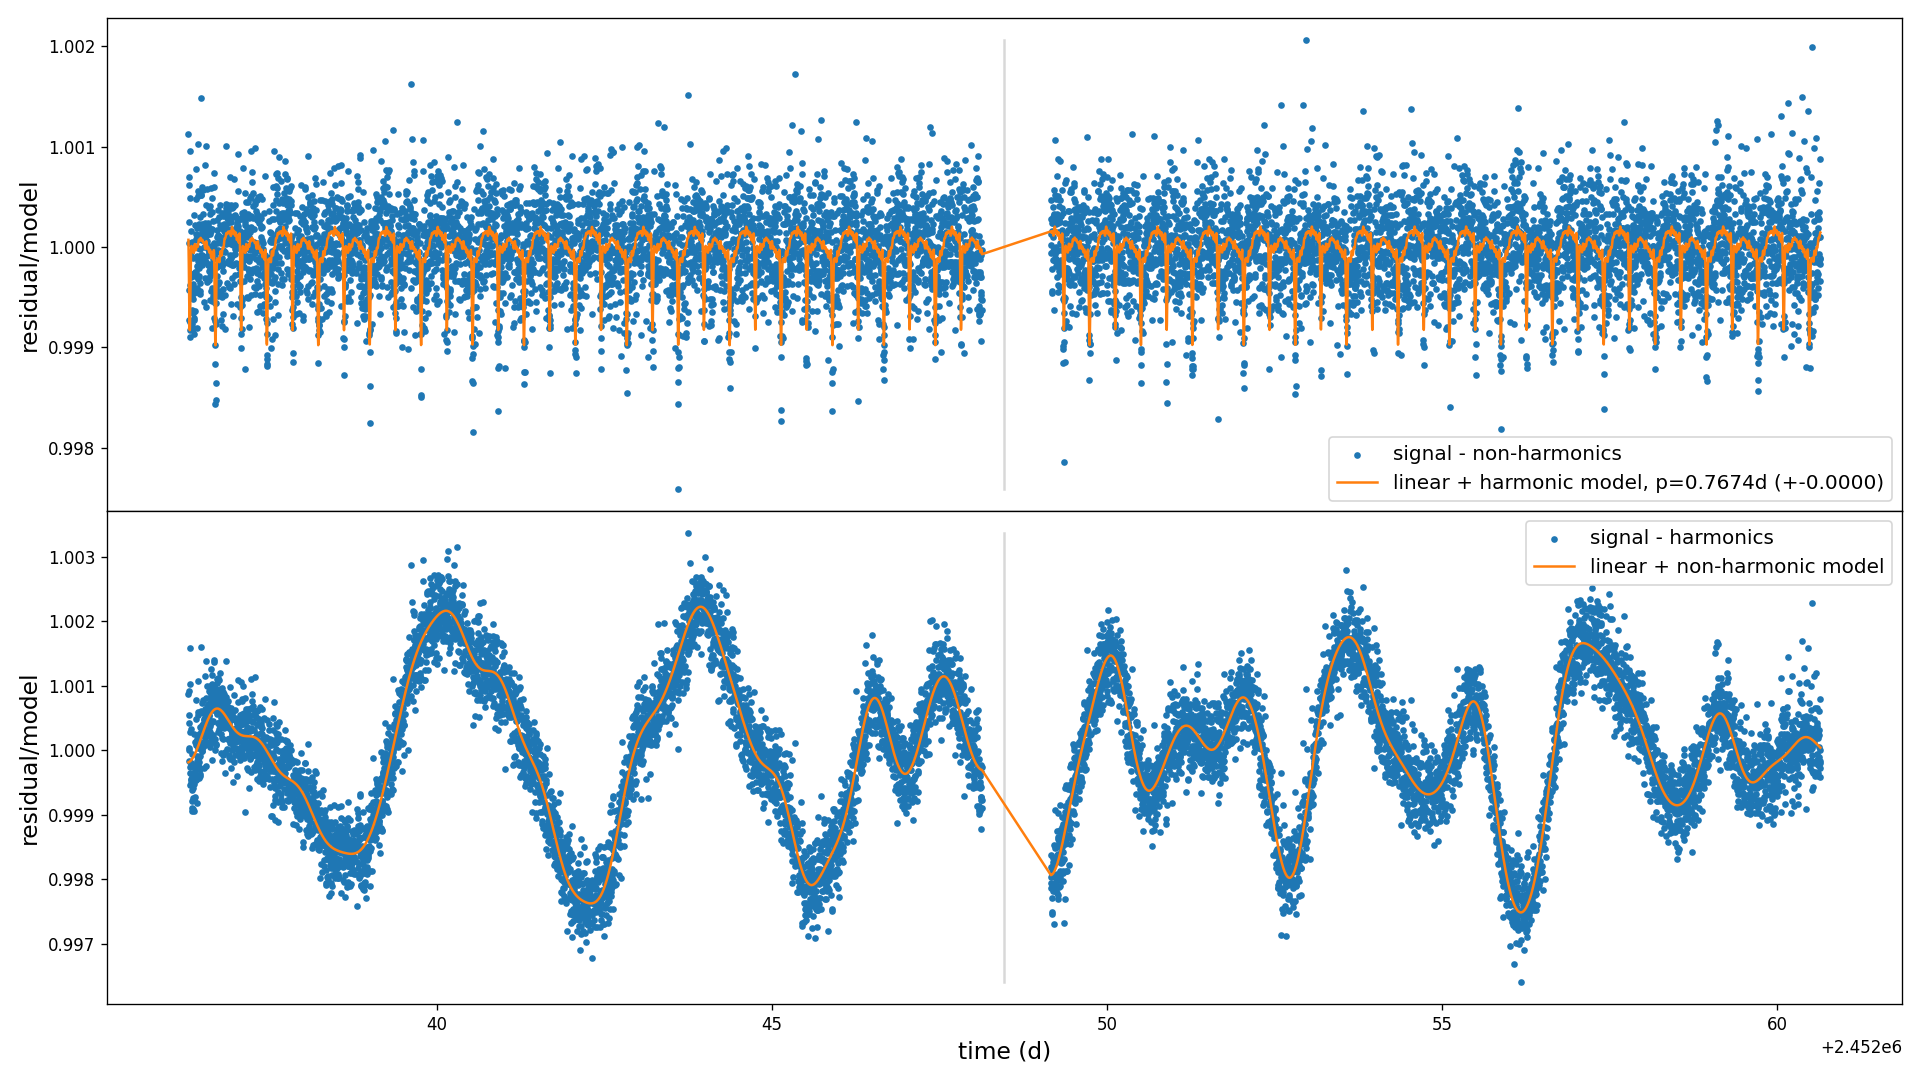 1.002
1.001
1.000
0.999
0.998
residual/model
signal - non-harmonics
linear + harmonic model, p=0.7674d (+-0.0000)
1.003
1.002
1.001
1.000
0.999
0.998
0.997
residual/model
signal - harmonics
linear + non-harmonic model
40
45
50
55
60
time (d)
+2.452e6